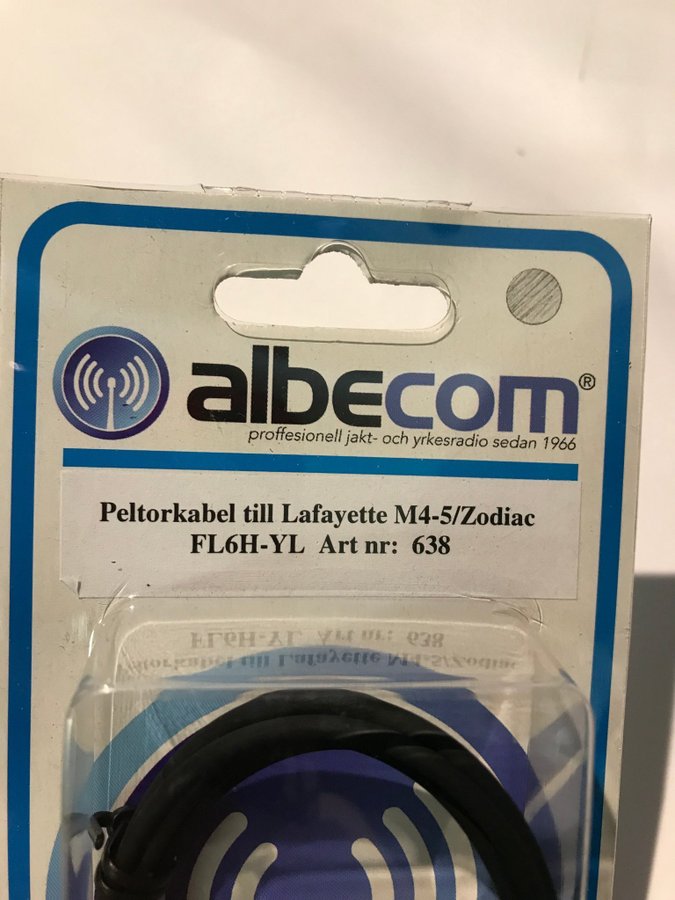 albecom®
proffesionell jakt- och yrkesradio sedan 1966
Peltorkabel till Lafayette M4-5/Zodiac
FL6H-YL Art nr: 638